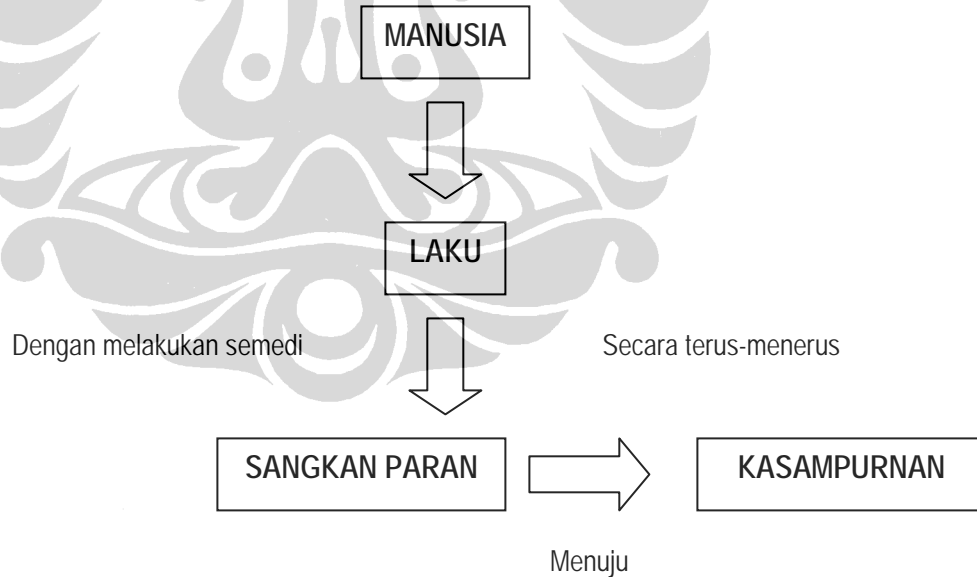 MANUSIA
LAKU
Dengan melakukan semedi
Secara terus-menerus
SANGKAN PARAN
KASAMPURNAN
Menuju